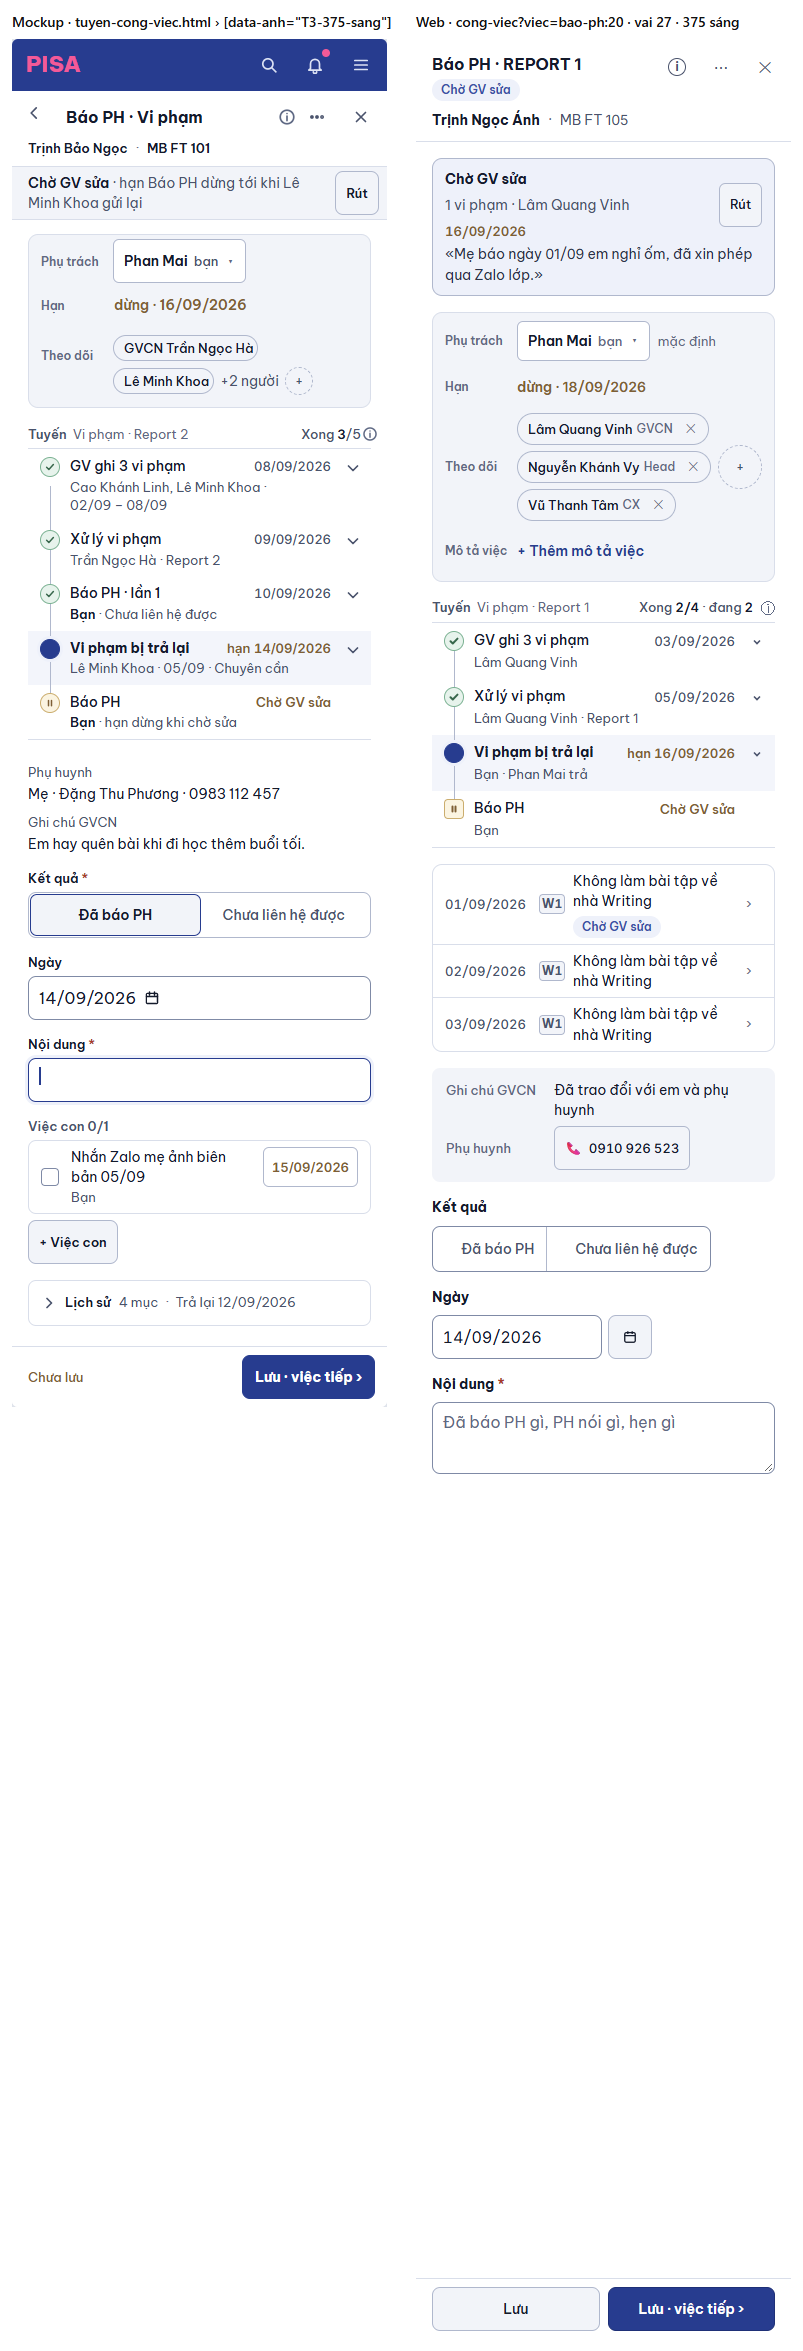 Mockup · tuyen-cong-viec.html › [data-anh="T3-375-sang"]
PISA
Báo PH · Vi phạm
Trịnh Bảo Ngọc · MB FT 101
Chờ GV sửa · hạn Báo PH dừng tới khi Lê
Minh Khoa gửi lại
Rút
Phụ trách
Phan Mai bạn
Hạn
dừng · 16/09/2026
Theo dõi
GVCN Trần Ngọc Hà
Lê Minh Khoa +2 người +
Tuyến Vi phạm · Report 2 Xong 3/5
GV ghi 3 vi phạm 08/09/2026
Cao Khánh Linh, Lê Minh Khoa ·
02/09 – 08/09
Xử lý vi phạm 09/09/2026
Trần Ngọc Hà · Report 2
Báo PH · lần 1 10/09/2026
Bạn · Chưa liên hệ được
Vi phạm bị trả lại hạn 14/09/2026
Lê Minh Khoa · 05/09 · Chuyên cần
Báo PH Chờ GV sửa
Bạn · hạn dừng khi chờ sửa
Phụ huynh
Mẹ · Đặng Thu Phương · 0983 112 457
Ghi chú GVCN
Em hay quên bài khi đi học thêm buổi tối.
Kết quả *
Đã báo PH Chưa liên hệ được
Ngày
14/09/2026
Nội dung *
Việc con 0/1
Nhắn Zalo mẹ ảnh biên
bản 05/09
Bạn
15/09/2026
+ Việc con
Lịch sử 4 mục · Trả lại 12/09/2026
Chưa lưu
Lưu · việc tiếp ›
Web · cong-viec?viec=bao-ph:20 · vai 27 · 375 sáng
Báo PH · REPORT 1
Chờ GV sửa
Trịnh Ngọc Ánh · MB FT 105
Chờ GV sửa
1 vi phạm · Lâm Quang Vinh
16/09/2026
«Mẹ báo ngày 01/09 em nghỉ ốm, đã xin phép
qua Zalo lớp.»
Rút
Phụ trách
Phan Mai bạn
mặc định
Hạn
dừng · 18/09/2026
Theo dõi
Lâm Quang Vinh GVCN
Nguyễn Khánh Vy Head
Vũ Thanh Tâm CX
+
Mô tả việc
+ Thêm mô tả việc
Tuyến Vi phạm · Report 1 Xong 2/4 · đang 2
GV ghi 3 vi phạm 03/09/2026
Lâm Quang Vinh
Xử lý vi phạm 05/09/2026
Lâm Quang Vinh · Report 1
Vi phạm bị trả lại hạn 16/09/2026
Bạn · Phan Mai trả
Báo PH Chờ GV sửa
Bạn
01/09/2026 W1 Không làm bài tập về
nhà Writing
Chờ GV sửa
02/09/2026 W1 Không làm bài tập về
nhà Writing
03/09/2026 W1 Không làm bài tập về
nhà Writing
Ghi chú GVCN Đã trao đổi với em và phụ
huynh
Phụ huynh
0910 926 523
Kết quả
Đã báo PH Chưa liên hệ được
Ngày
14/09/2026
Nội dung *
Đã báo PH gì, PH nói gì, hẹn gì
Lưu
Lưu · việc tiếp ›